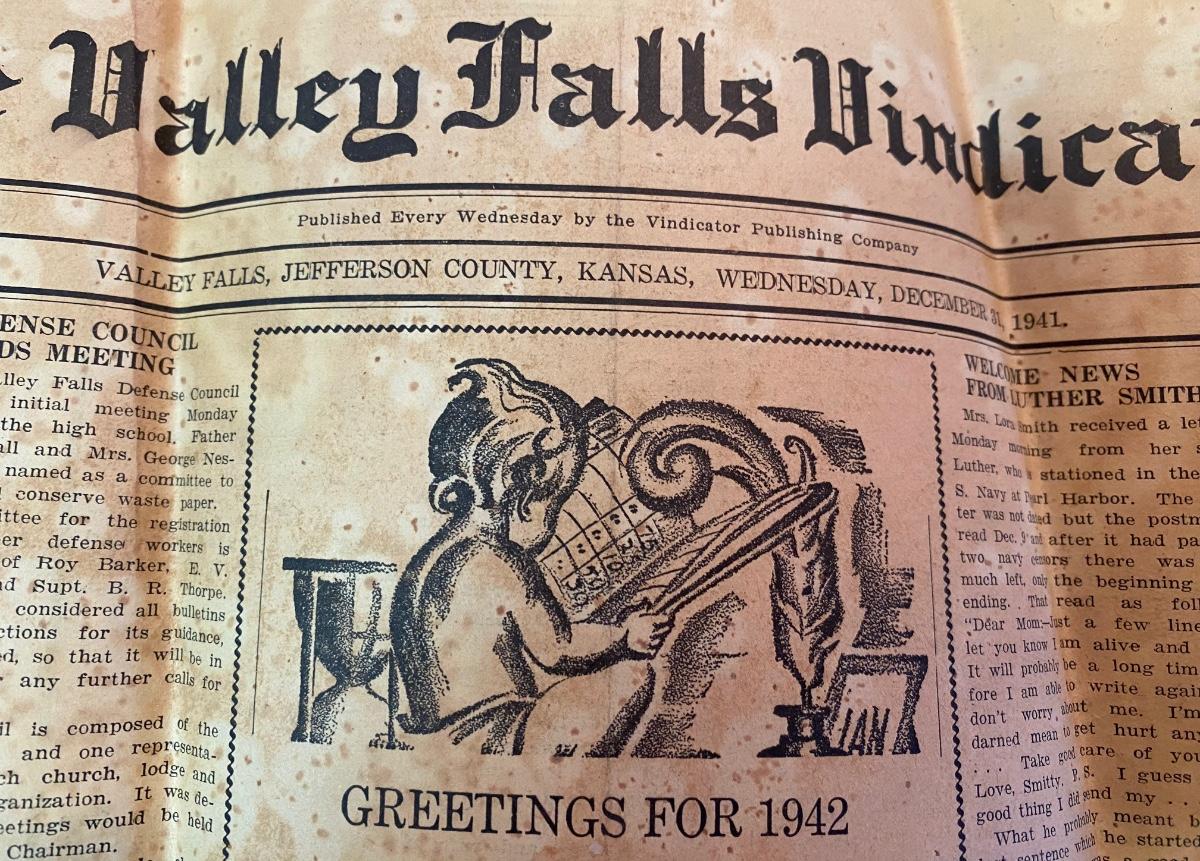 Valley Falls Vindica
Published Every Wednesday by the Vindicator Publishing Company
VALLEY FALLS, JEFFERSON COUNTY, KANSAS, WEDNESDAY, DECEMBER 31, 1941.
ENSE COUNCIL
DS MEETING
lley Falls Defense Council
initial meeting Monday
the high school. Father
all and Mrs. George Nes-
named as a committee to
conserve waste paper.
ittee for the registration
er defense workers is
of Roy Barker, E. V.
nd Supt. B. R. Thorpe.
considered all bulletins
ctions for its guidance,
ed, so that it will be in
any further calls for
il is composed of the
and one representa-
ch church, lodge and
ganization. It was de-
eetings would be held
Chairman.
JAN
GREETINGS FOR 1942
WELCOME NEWS
FROM LUTHER SMITH
Mrs. Lora Smith received a let
Monday morning from her s
Luther, who is stationed in the
S. Navy at Pearl Harbor. The
ter was not dated but the postm
read Dec. 9 and after it had pa
two navy censors there was
much left, only the beginning
ending. That read as foll
"Dear Mom:—Just a few line
let you know I am alive and
It will probably be a long tim
fore I am able to write again
don't worry about me. I'm
darned mean to get hurt any
... Take good care of you
Love, Smitty. P. S. I guess
good thing I did send my ..
What he probably meant b
sentence which he started